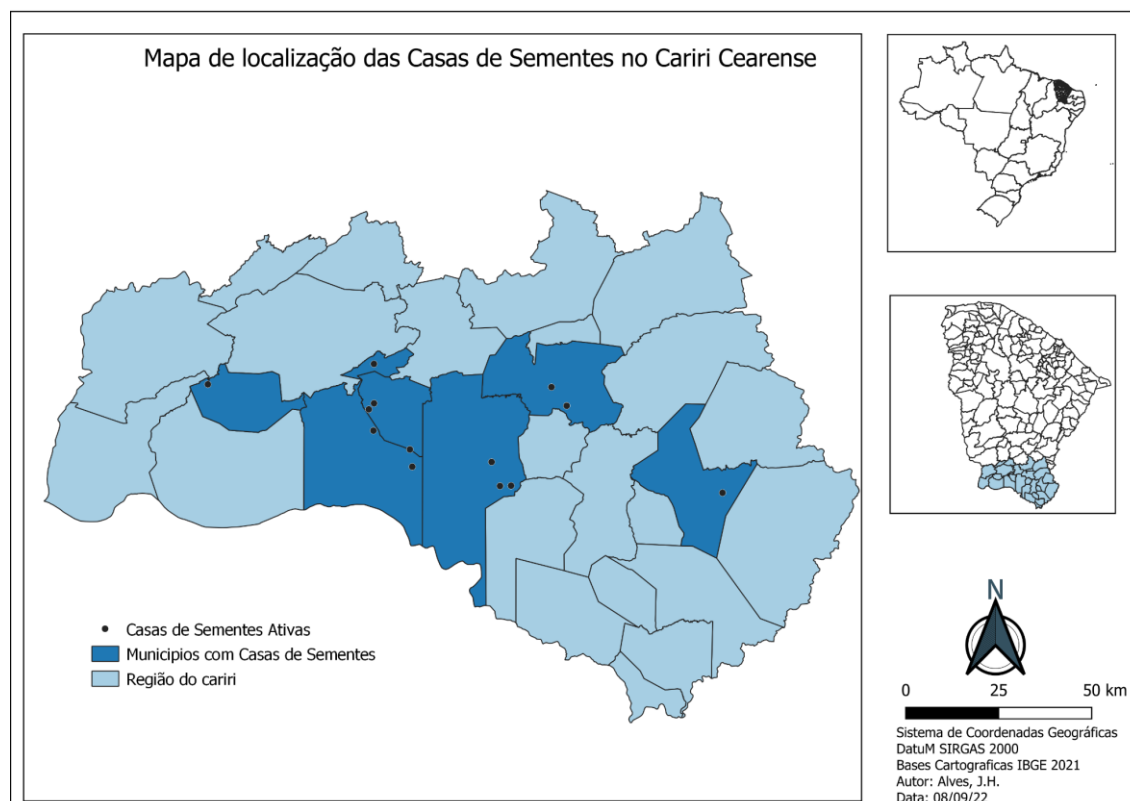 Mapa de localização das Casas de Sementes no Cariri Cearense
Casas de Sementes Ativas
Municipios com Casas de Sementes
Região do cariri
N
0 25 50 km
Sistema de Coordenadas Geográficas
DatuM SIRGAS 2000
Bases Cartograficas IBGE 2021
Autor: Alves, J.H.
Data: 08/09/22